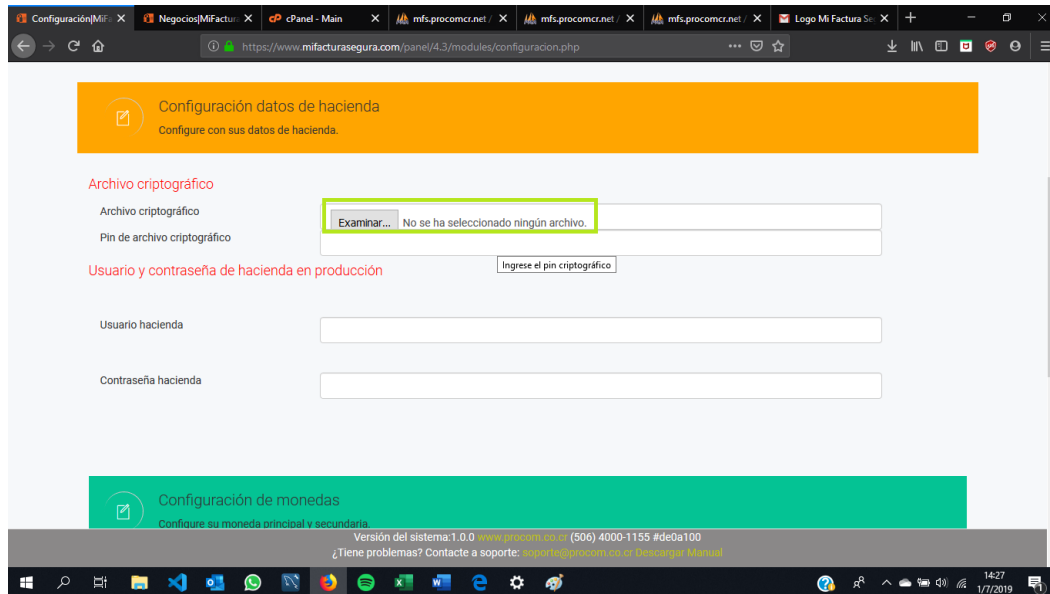 Configuración|MiFa
Negocios|MiFactura
cPanel - Main
mfs.procomcr.net /
mfs.procomcr.net /
mfs.procomcr.net /
Logo Mi Factura Se
https://www.mifacturasegura.com/panel/4.3/modules/configuracion.php
Configuración datos de hacienda
Configure con sus datos de hacienda.
Archivo criptográfico
Archivo criptográfico
Examinar... No se ha seleccionado ningún archivo.
Pin de archivo criptográfico
Ingrese el pin criptográfico
Usuario y contraseña de hacienda en producción
Usuario hacienda
Contraseña hacienda
Configuración de monedas
Configure su moneda principal y secundaria.
Versión del sistema:1.0.0 www.procom.co.cr (506) 4000-1155 #de0a100
¿Tiene problemas? Contacte a soporte: soporte@procom.co.cr Descargar Manual
14:27
1/7/2019